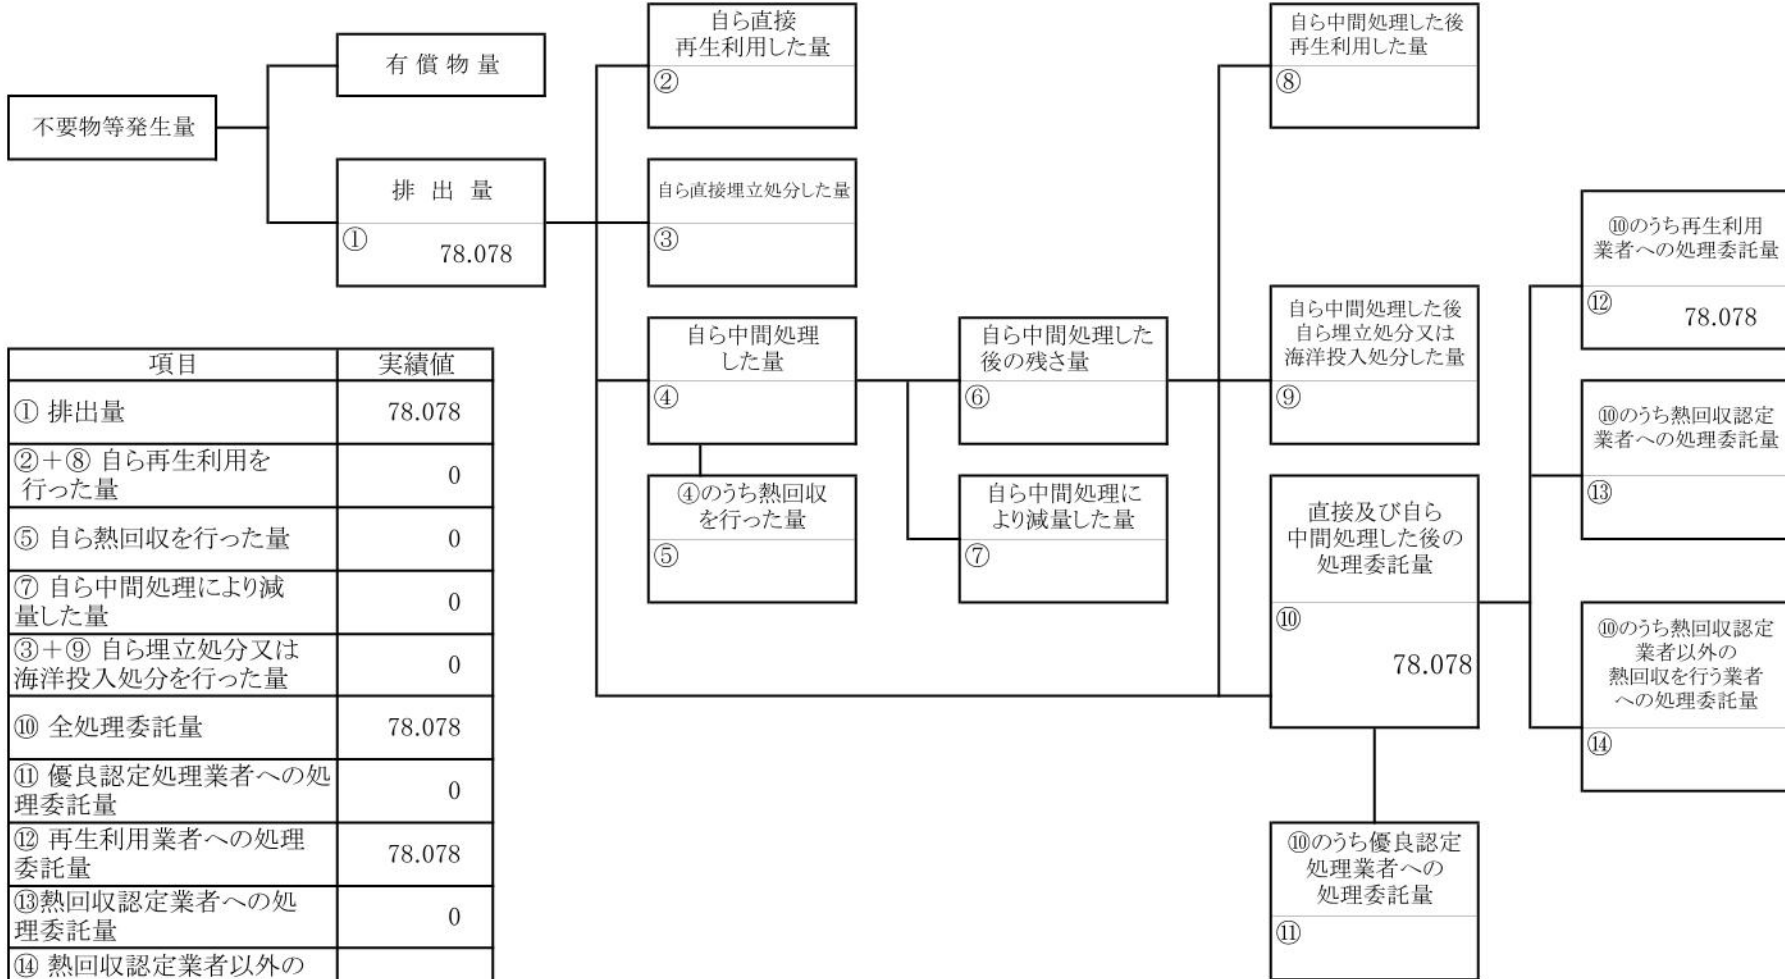 不要物等発生量
有償物量
排出量
①
78.078
自ら直接
再生利用した量
②
自ら直接埋立処分した量
③
自ら中間処理
した量
④
④のうち熱回収
を行った量
⑤
自ら中間処理した
後の残さ量
⑥
自ら中間処理に
より減量した量
⑦
自ら中間処理した後
再生利用した量
⑧
自ら中間処理した後
自ら埋立処分又は
海洋投入処分した量
⑨
直接及び自ら
中間処理した後の
処理委託量
⑩
78.078
⑩のうち優良認定
処理業者への
処理委託量
⑪
⑩のうち再生利用
業者への処理委託量
⑫
78.078
⑩のうち熱回収認定
業者への処理委託量
⑬
⑩のうち熱回収認定
業者以外の
熱回収を行う業者
への処理委託量
⑭
項目 実績値
① 排出量 78.078
②+⑧ 自ら再生利用を
行った量 0
⑤ 自ら熱回収を行った量 0
⑦ 自ら中間処理により減
量した量 0
③+⑨ 自ら埋立処分又は
海洋投入処分を行った量 0
⑩ 全処理委託量 78.078
⑪ 優良認定処理業者への処
理委託量 0
⑫ 再生利用業者への処理
委託量 78.078
⑬熱回収認定業者への処
理委託量 0
⑭ 熱回収認定業者以外の